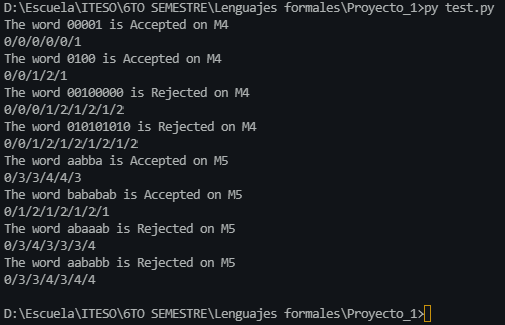 D:\Escuela\ITESO\6TO SEMESTRE\Lenguajes formales\Proyecto_1>py test.py
The word 00001 is Accepted on M4
0/0/0/0/0/1
The word 0100 is Accepted on M4
0/0/1/2/1
The word 00100000 is Rejected on M4
0/0/0/1/2/1/2/1/2
The word 010101010 is Rejected on M4
0/0/1/2/1/2/1/2/1/2
The word aabba is Accepted on M5
0/3/3/4/4/3
The word bababab is Accepted on M5
0/1/2/1/2/1/2/1
The word abaaab is Rejected on M5
0/3/4/3/3/3/4
The word aababb is Rejected on M5
0/3/3/4/3/4/4
D:\Escuela\ITESO\6TO SEMESTRE\Lenguajes formales\Proyecto_1>